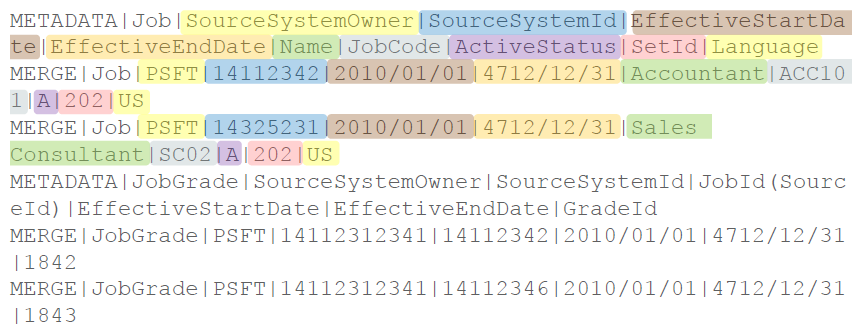 METADATA|Job|SourceSystemOwner|SourceSystemId|EffectiveStartDa
te|EffectiveEndDate|Name|JobCode|ActiveStatus|SetId|Language
MERGE|Job|PSFT|14112342|2010/01/01|4712/12/31|Accountant|ACC10
1|A|202|US
MERGE|Job|PSFT|14325231|2010/01/01|4712/12/31|Sales
Consultant|SC02|A|202|US
METADATA|JobGrade|SourceSystemOwner|SourceSystemId|JobId(Sourc
eId)|EffectiveStartDate|EffectiveEndDate|GradeId
MERGE|JobGrade|PSFT|14112312341|14112342|2010/01/01|4712/12/31
|1842
MERGE|JobGrade|PSFT|14112312341|14112346|2010/01/01|4712/12/31
|1843